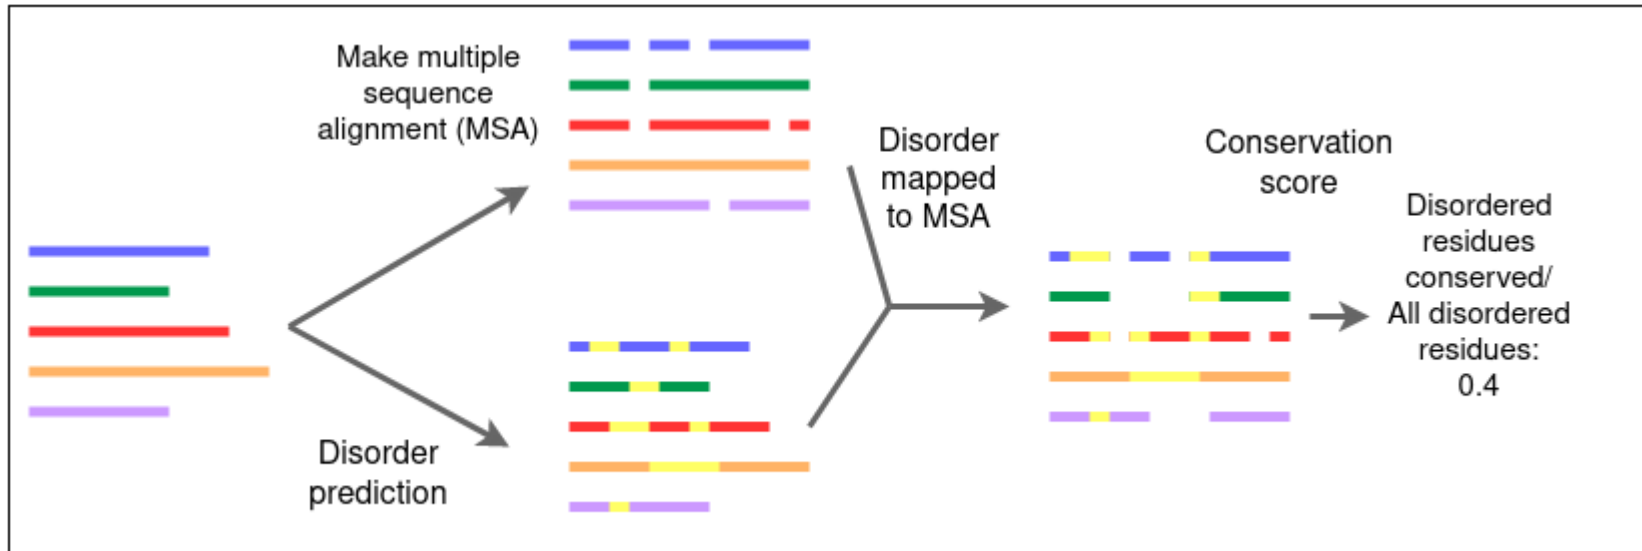 Make multiple
sequence
alignment (MSA)
Disorder
prediction
Disorder
mapped
to MSA
Conservation
score
Disordered
residues
conserved/
All disordered
residues:
0.4